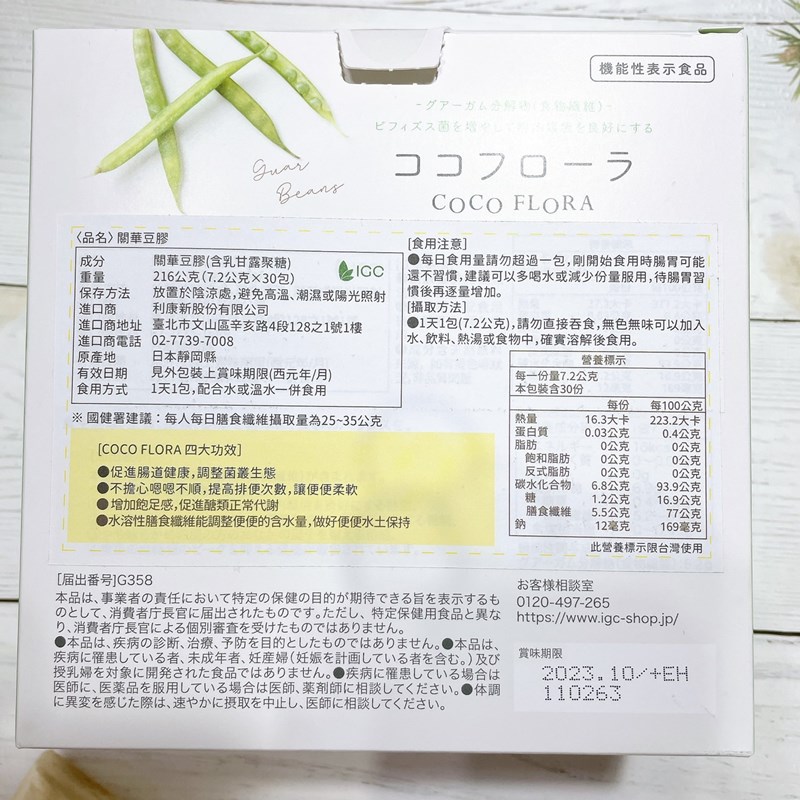 機能性表示食品
-グアーガム分解物(食物繊維)-
ビフィズス菌を増やして腸内環境を良好にする
Guar
Beans
ココフローラ
COCO FLORA
〈品名〉關華豆膠
成分 關華豆膠(含乳甘露聚糖)
重量 216公克(7.2公克×30包)
保存方法 放置於陰涼處,避免高溫、潮濕或陽光照射
進口商 利康新股份有限公司
進口商地址 臺北市文山區辛亥路4段128之1號1樓
進口商電話 02-7739-7008
原產地 日本靜岡縣
有效日期 見外包裝上賞味期限(西元年/月)
食用方式 1天1包,配合水或溫水一併食用
IGC
※ 國健署建議：每人每日膳食纖維攝取量為25~35公克
[COCO FLORA 四大功效]
●促進腸道健康,調整菌叢生態
●不擔心嗯嗯不順,提高排便次數,讓便便柔軟
●增加飽足感,促進醣類正常代謝
●水溶性膳食纖維能調整便便的含水量,做好便便水土保持
[食用注意]
●每日食用量請勿超過一包,剛開始食用時腸胃可能
還不習慣,建議可以多喝水或減少份量服用,待腸胃習
慣後再逐量增加。
[攝取方法]
●1天1包(7.2公克),請勿直接吞食,無色無味可以加入
水、飲料、熱湯或食物中,確實溶解後食用。
營養標示
每一份量7.2公克
本包裝含30份
每份 每100公克
熱量 16.3大卡 223.2大卡
蛋白質 0.03公克 0.4公克
脂肪 0公克 0公克
飽和脂肪 0公克 0公克
反式脂肪 0公克 0公克
碳水化合物 6.8公克 93.9公克
糖 1.2公克 16.9公克
膳食纖維 5.5公克 77公克
鈉 12毫克 169毫克
此營養標示限台灣使用
[届出番号]G358
本品は、事業者の責任において特定の保健の目的が期待できる旨を表示するも
のとして、消費者庁長官に届出されたものです。ただし、特定保健用食品と異な
り、消費者庁長官による個別審査を受けたものではありません。
●本品は、疾病の診断、治療、予防を目的としたものではありません。●本品は、
疾病に罹患している者、未成年者、妊産婦(妊娠を計画している者を含む。)及び
授乳婦を対象に開発された食品ではありません。●疾病に罹患している場合は
医師に、医薬品を服用している場合は医師、薬剤師に相談してください。●体調
に異変を感じた際は、速やかに摂取を中止し、医師に相談してください。
お客様相談室
0120-497-265
https://www.igc-shop.jp/
賞味期限
2023.10/+EH
110263